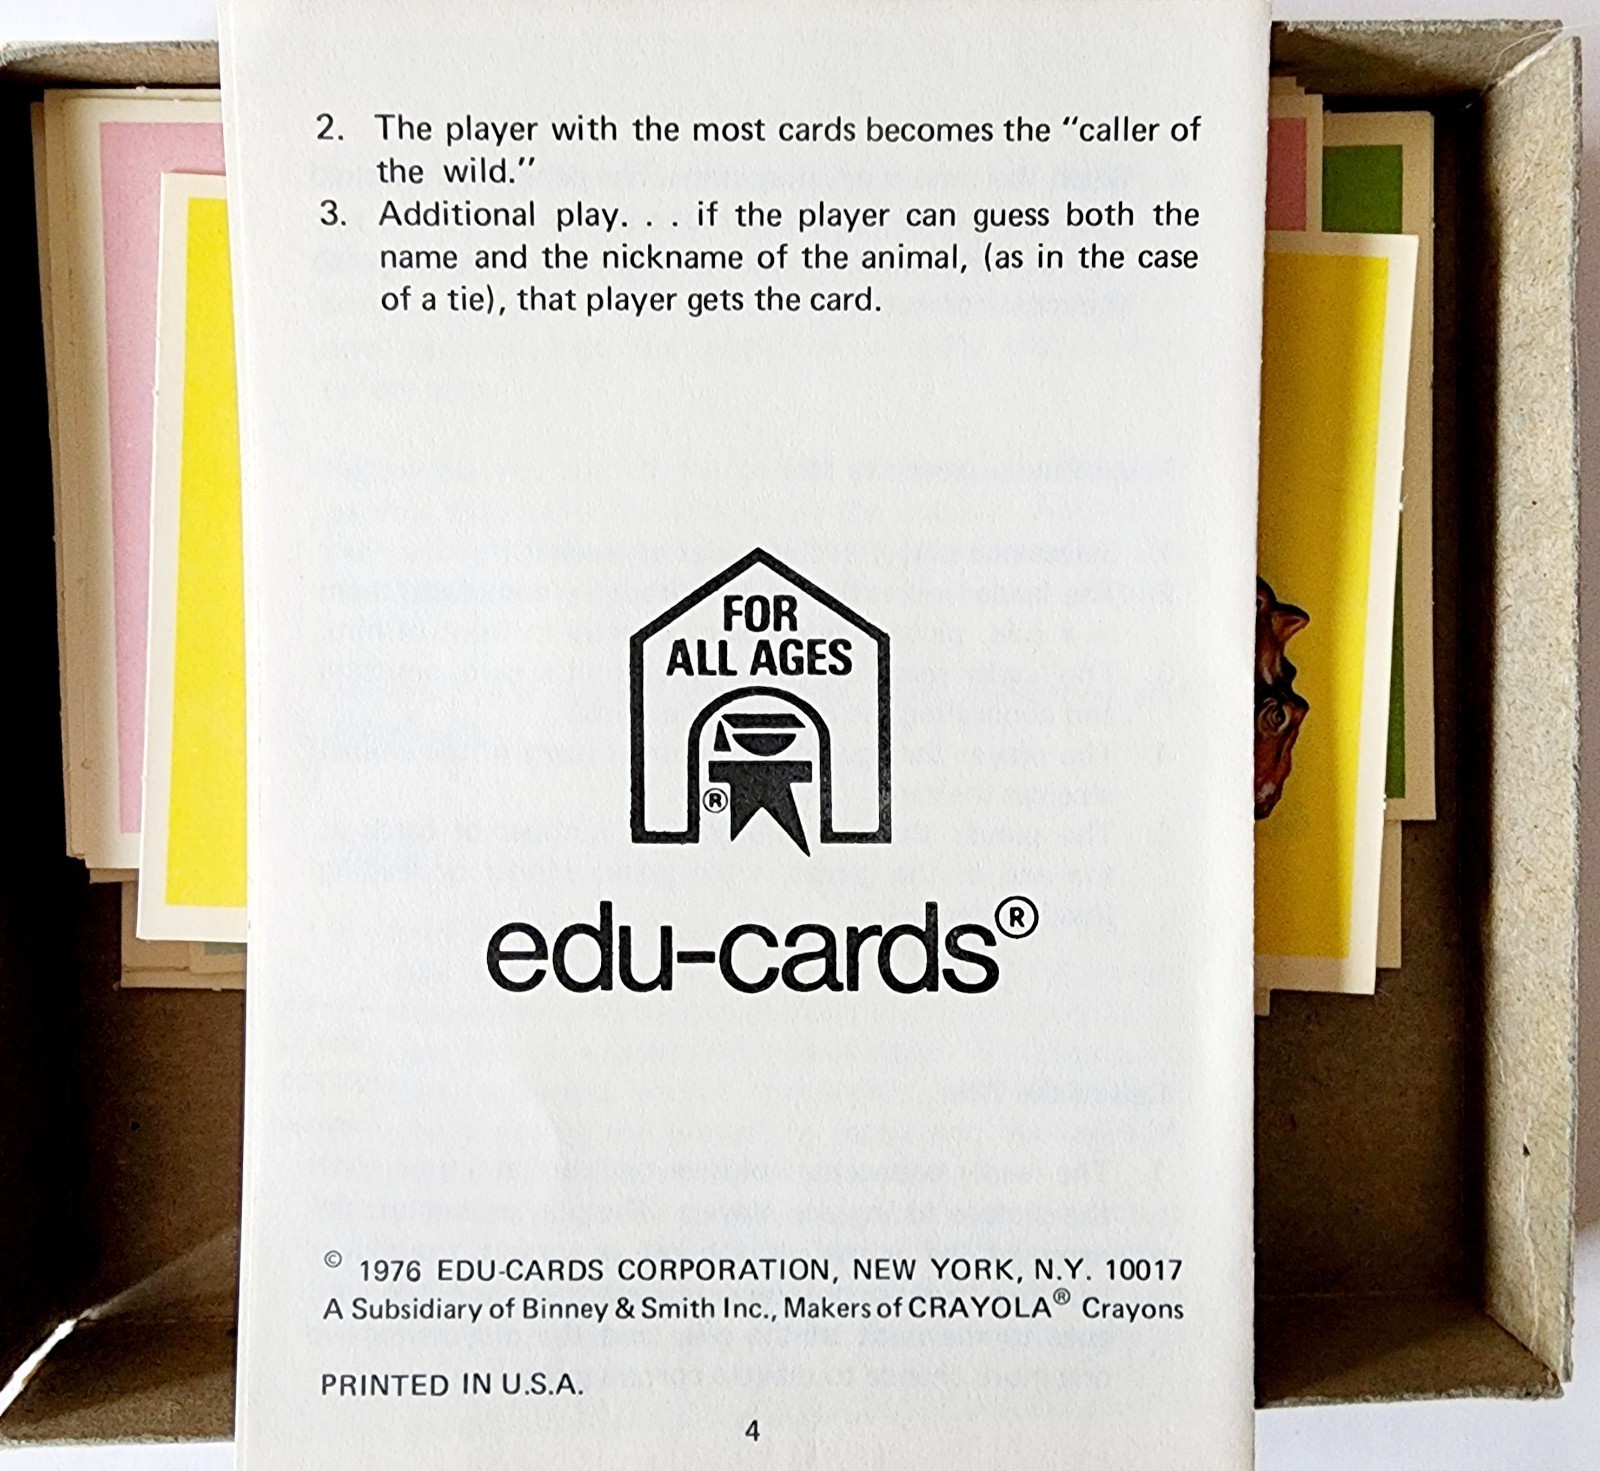 2. The player with the most cards becomes the "caller of
the wild."
3. Additional play. . . if the player can guess both the
name and the nickname of the animal, (as in the case
of a tie), that player gets the card.
FOR
ALL AGES
®
edu-cards®
© 1976 EDU-CARDS CORPORATION, NEW YORK, N.Y. 10017
A Subsidiary of Binney & Smith Inc., Makers of CRAYOLA® Crayons
PRINTED IN U.S.A.
4